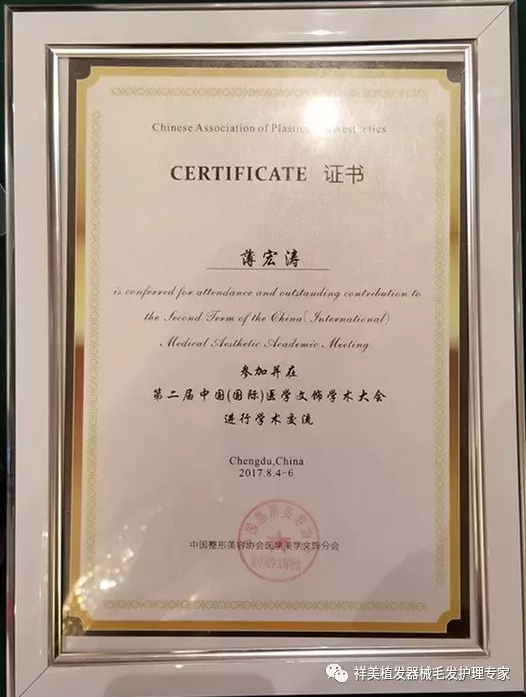 Chinese Association of Plastics and Aesthetics
CERTIFICATE 证书
薄宏涛
is conferred for attendance and outstanding contribution to
the Second Term of the China(International)
Medical Aesthetic Academic Meeting
参加并在
第二届中国(国际)医学文饰学术大会
进行学术交流
Chengdu,China
2017.8.4-6
中国整形美容协会医学美学文饰分会
祥美植发器械毛发护理专家